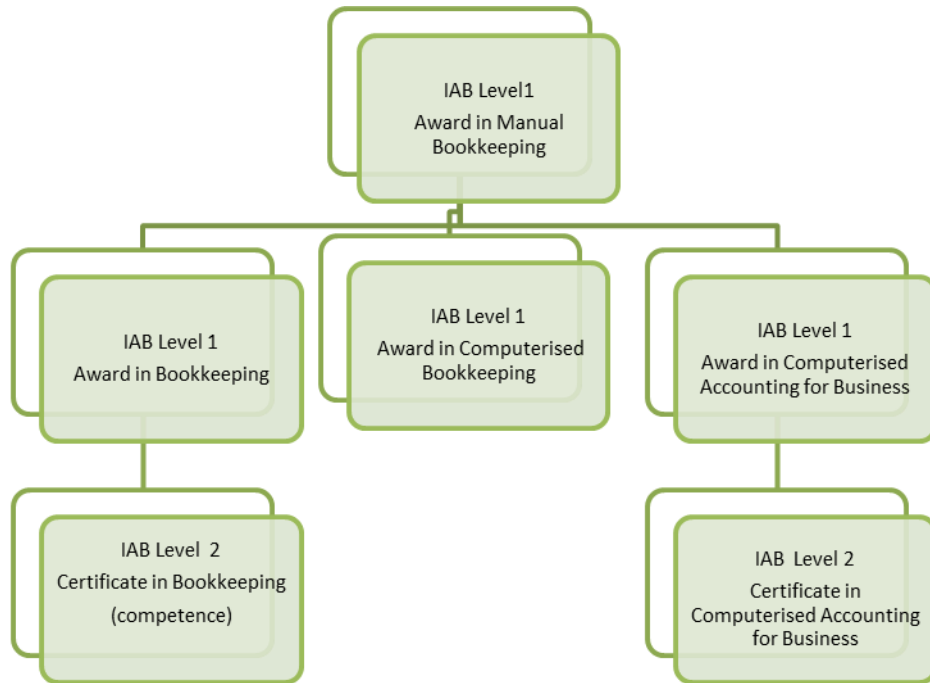 IAB Level1
Award in Manual
Bookkeeping
IAB Level 1
Award in Bookkeeping
IAB Level 1
Award in Computerised
Bookkeeping
IAB Level 1
Award in Computerised
Accounting for Business
IAB Level 2
Certificate in Bookkeeping
(competence)
IAB Level 2
Certificate in
Computerised Accounting
for Business